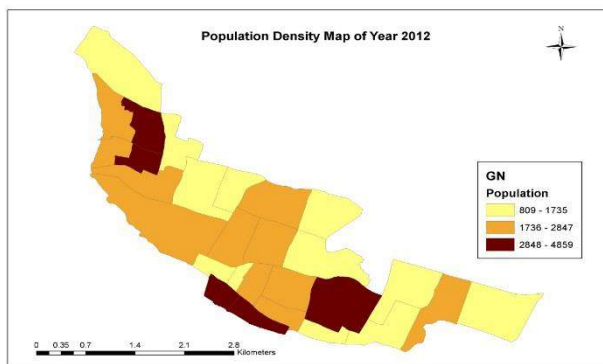 Population Density Map of Year 2012
N
GN
Population
809 - 1735
1736 - 2847
2848 - 4859
0 0.35 0.7 1.4 2.1 2.8
Kilometers